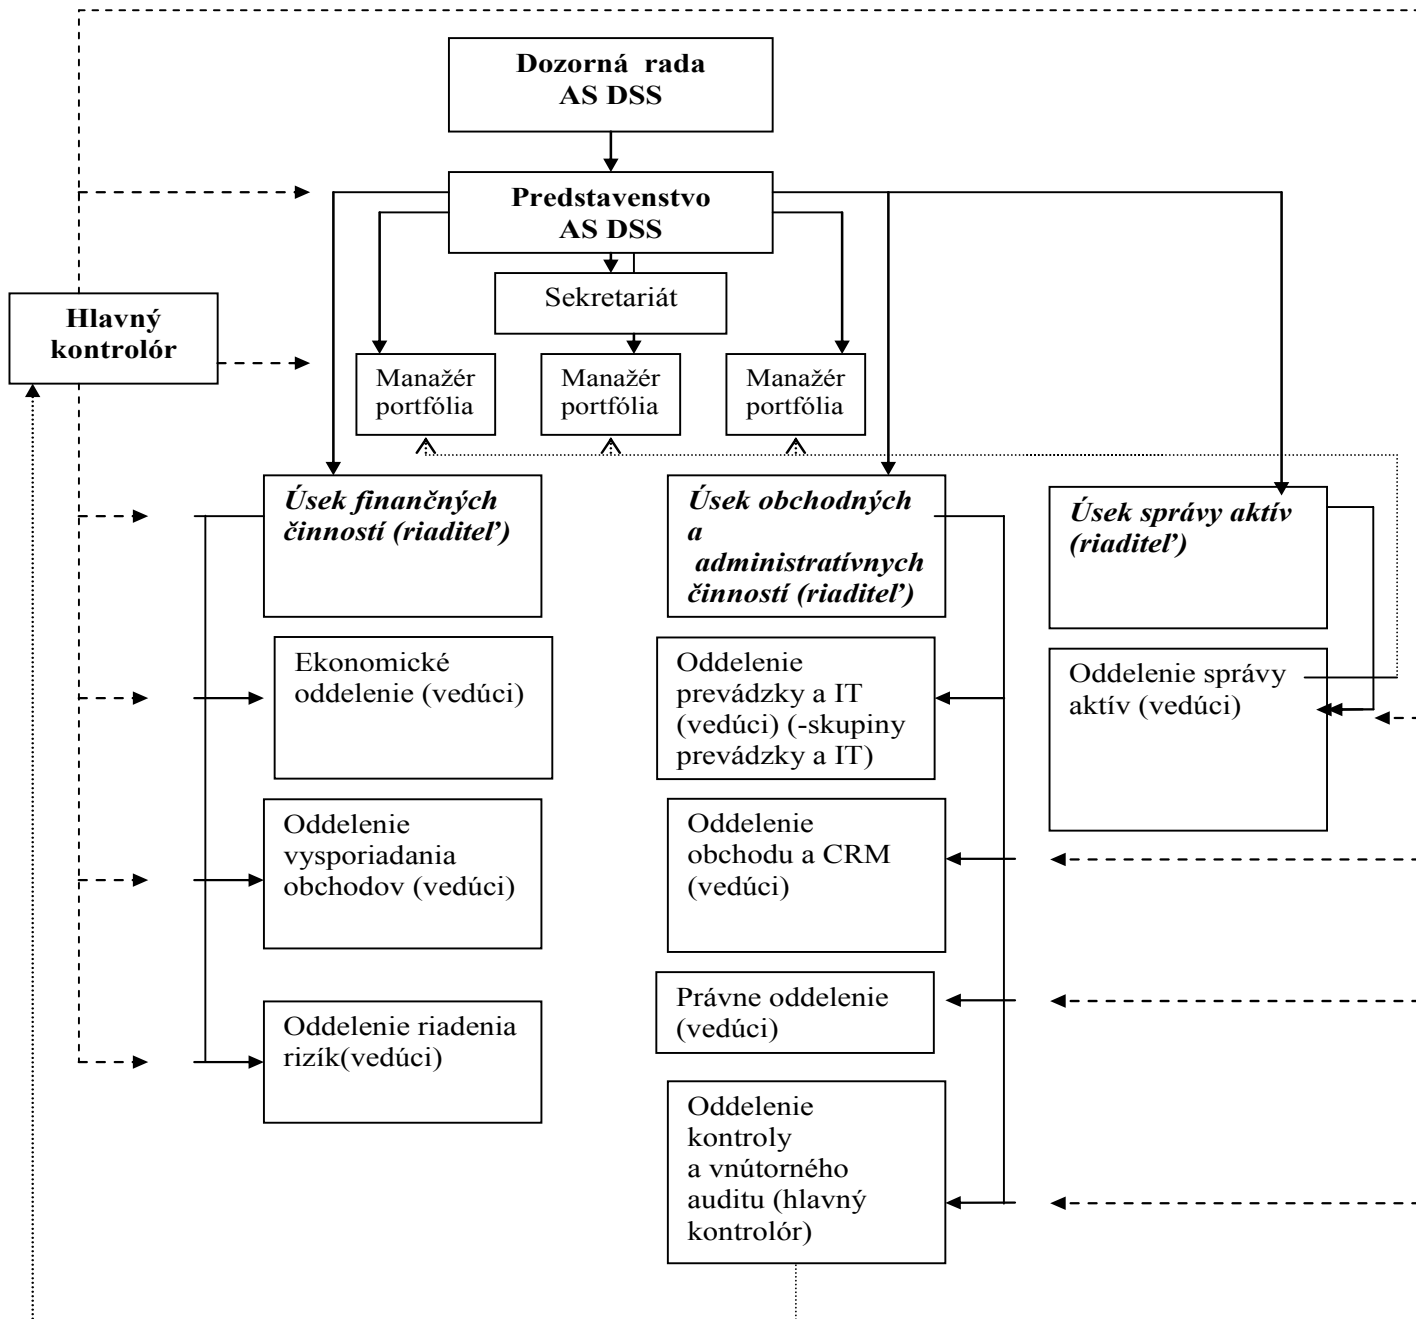 Dozorná rada
AS DSS
Predstavenstvo
AS DSS
Sekretariát
Hlavný
kontrolór
Manažér
portfólia
Manažér
portfólia
Manažér
portfólia
Úsek finančných
činností (riaditeľ)
Úsek obchodných
a
administratívnych
činností (riaditeľ)
Úsek správy aktív
(riaditeľ)
Ekonomické
oddelenie (vedúci)
Oddelenie
prevádzky a IT
(vedúci) (-skupiny
prevádzky a IT)
Oddelenie správy
aktív (vedúci)
Oddelenie
vysporiadania
obchodov (vedúci)
Oddelenie
obchodu a CRM
(vedúci)
Právne oddelenie
(vedúci)
Oddelenie riadenia
rizík(vedúci)
Oddelenie
kontroly
a vnútorného
auditu (hlavný
kontrolór)